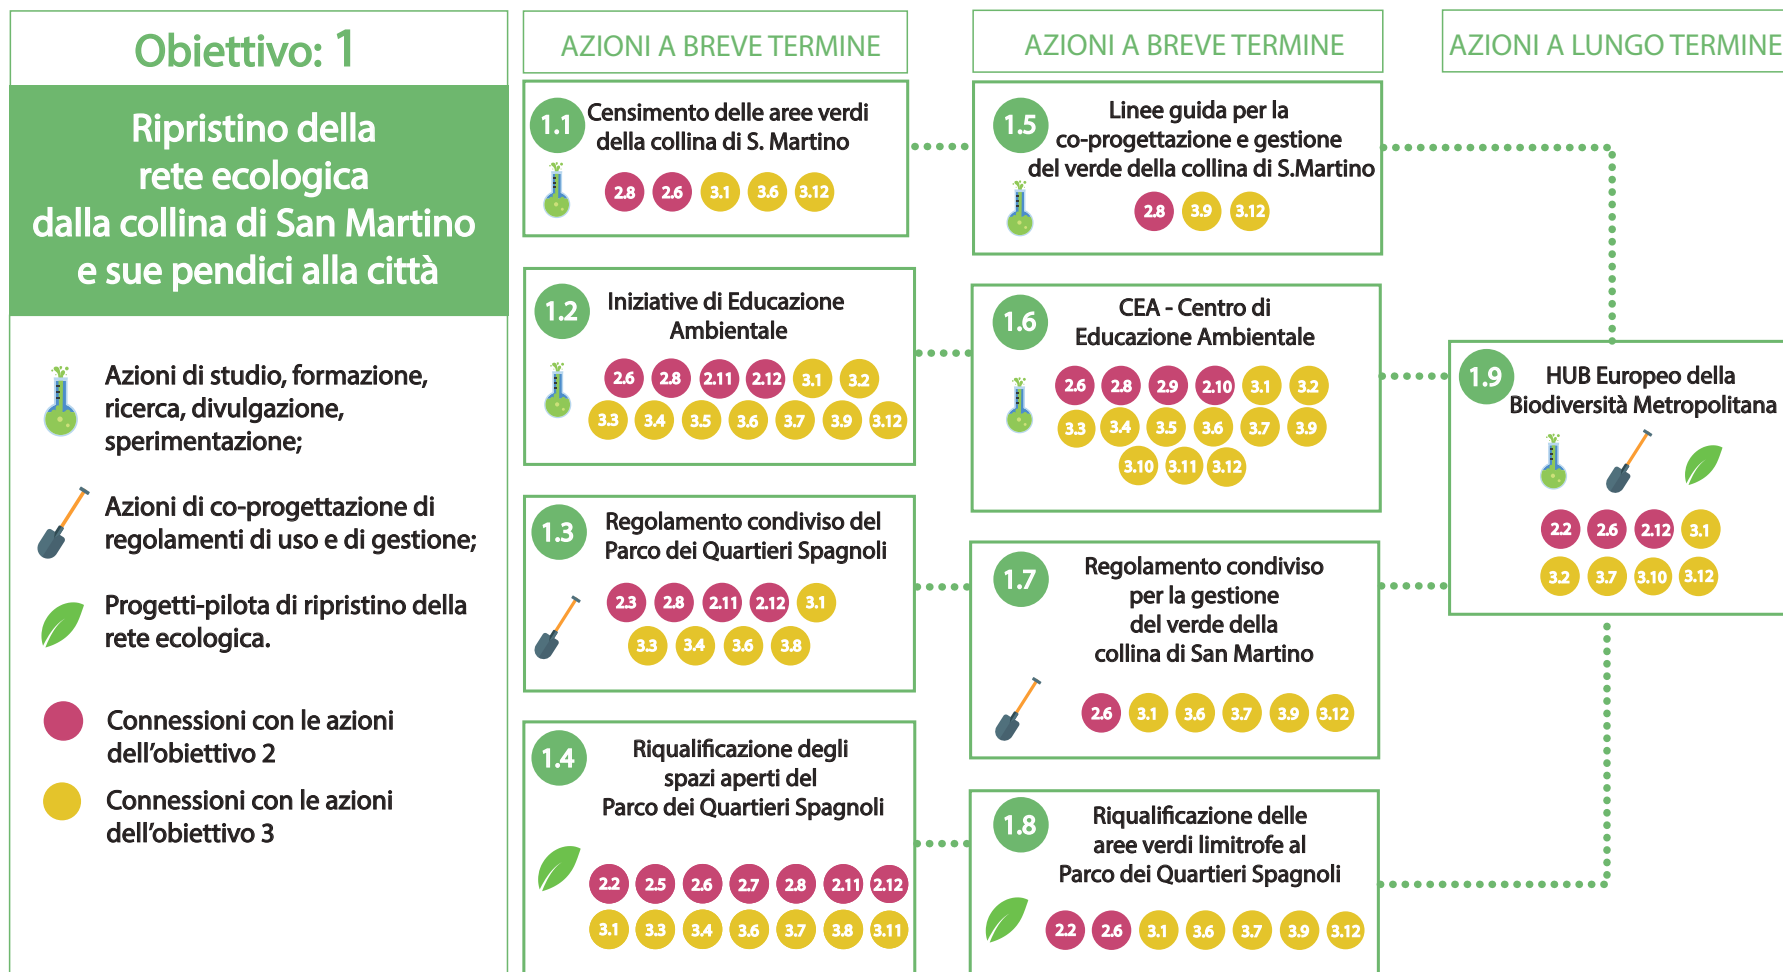 Obiettivo: 1
Ripristino della
rete ecologica
dalla collina di San Martino
e sue pendici alla città
Azioni di studio, formazione,
ricerca, divulgazione,
sperimentazione;
Azioni di co-progettazione di
regolamenti di uso e di gestione;
Progetti-pilota di ripristino della
rete ecologica.
Connessioni con le azioni
dell'obiettivo 2
Connessioni con le azioni
dell'obiettivo 3
AZIONI A BREVE TERMINE
1.1
Censimento delle aree verdi
della collina di S. Martino
2.8 2.6 3.1 3.6 3.12
1.2
Iniziative di Educazione
Ambientale
2.6 2.8 2.11 2.12 3.1 3.2
3.3 3.4 3.5 3.6 3.7 3.9 3.12
1.3
Regolamento condiviso del
Parco dei Quartieri Spagnoli
2.3 2.8 2.11 2.12 3.1
3.3 3.4 3.6 3.8
1.4
Riqualificazione degli
spazi aperti del
Parco dei Quartieri Spagnoli
2.2 2.5 2.6 2.7 2.8 2.11 2.12
3.1 3.3 3.4 3.6 3.7 3.8 3.11
AZIONI A BREVE TERMINE
1.5
Linee guida per la
co-progettazione e gestione
del verde della collina di S.Martino
2.8 3.9 3.12
1.6
CEA - Centro di
Educazione Ambientale
2.6 2.8 2.9 2.10 3.1 3.2
3.3 3.4 3.5 3.6 3.7 3.9
3.10 3.11 3.12
1.7
Regolamento condiviso
per la gestione
del verde della
collina di San Martino
2.6 3.1 3.6 3.7 3.9 3.12
1.8
Riqualificazione delle
aree verdi limitrofe al
Parco dei Quartieri Spagnoli
2.2 2.6 3.1 3.6 3.7 3.9 3.12
AZIONI A LUNGO TERMINE
1.9
HUB Europeo della
Biodiversità Metropolitana
2.2 2.6 2.12 3.1
3.2 3.7 3.10 3.12